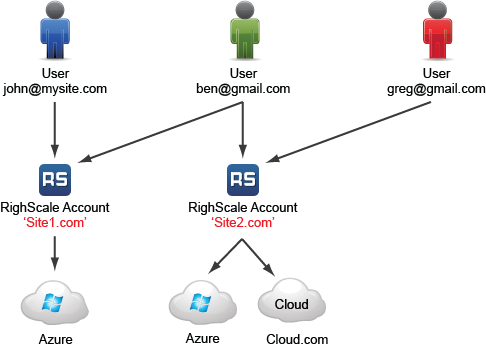 User
john@mysite.com
User
ben@gmail.com
User
greg@gmail.com
RS
RighScale Account
‘Site1.com’
RS
RighScale Account
‘Site2.com’
Azure
Azure
Cloud
Cloud.com